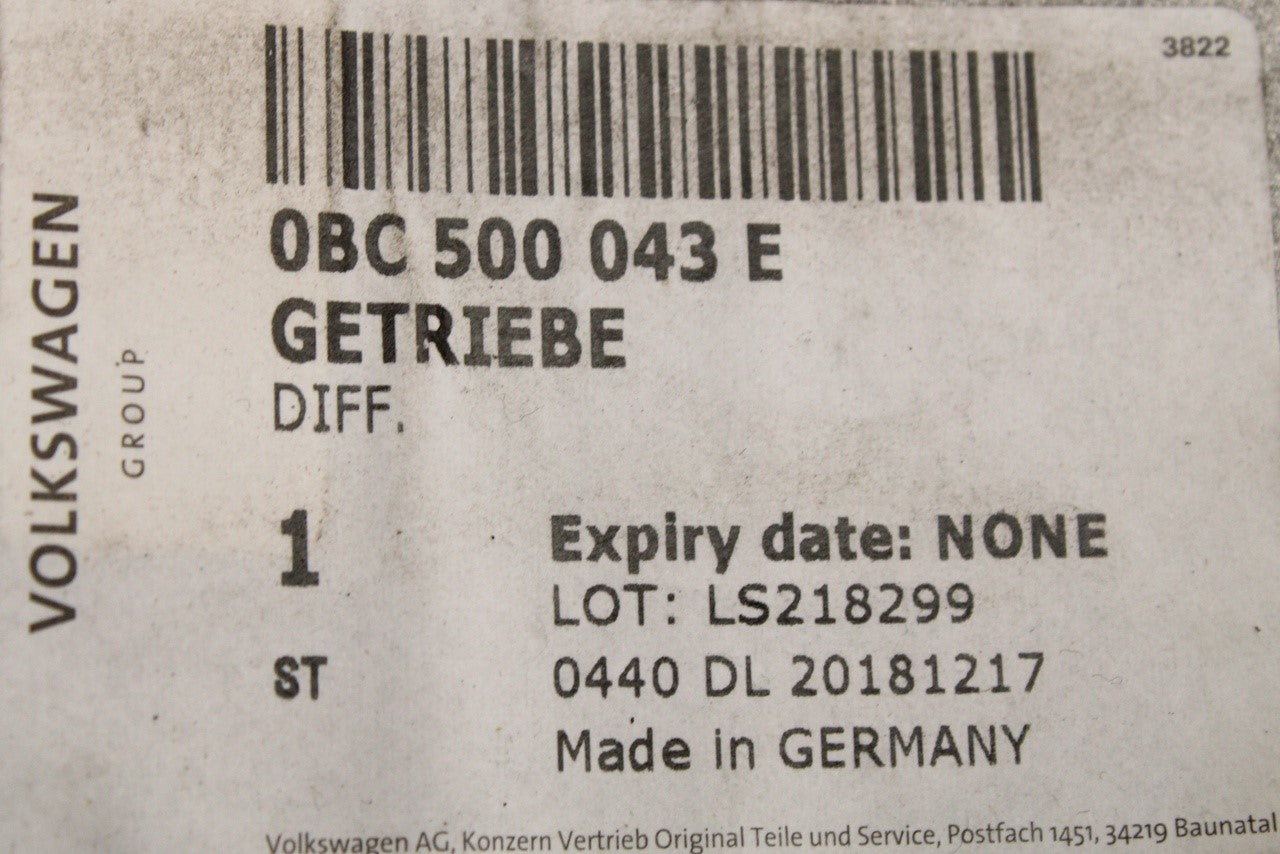 3822
VOLKSWAGEN
GROUP
0BC 500 043 E
GETRIEBE
DIFF.
1
Expiry date: NONE
LOT: LS218299
ST
0440 DL 20181217
Made in GERMANY
Volkswagen AG, Konzern Vertrieb Original Teile und Service, Postfach 1451, 34219 Baunatal